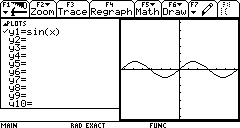 F1 F2 F3 F4 F5 F6 F7
Zoom Trace Regraph Math Draw
PLOTS
✓y1=sin(x)
y2=
y3=
y4=
y5=
y6=
y7=
y8=
y9=
y10=
MAIN RAD EXACT FUNC